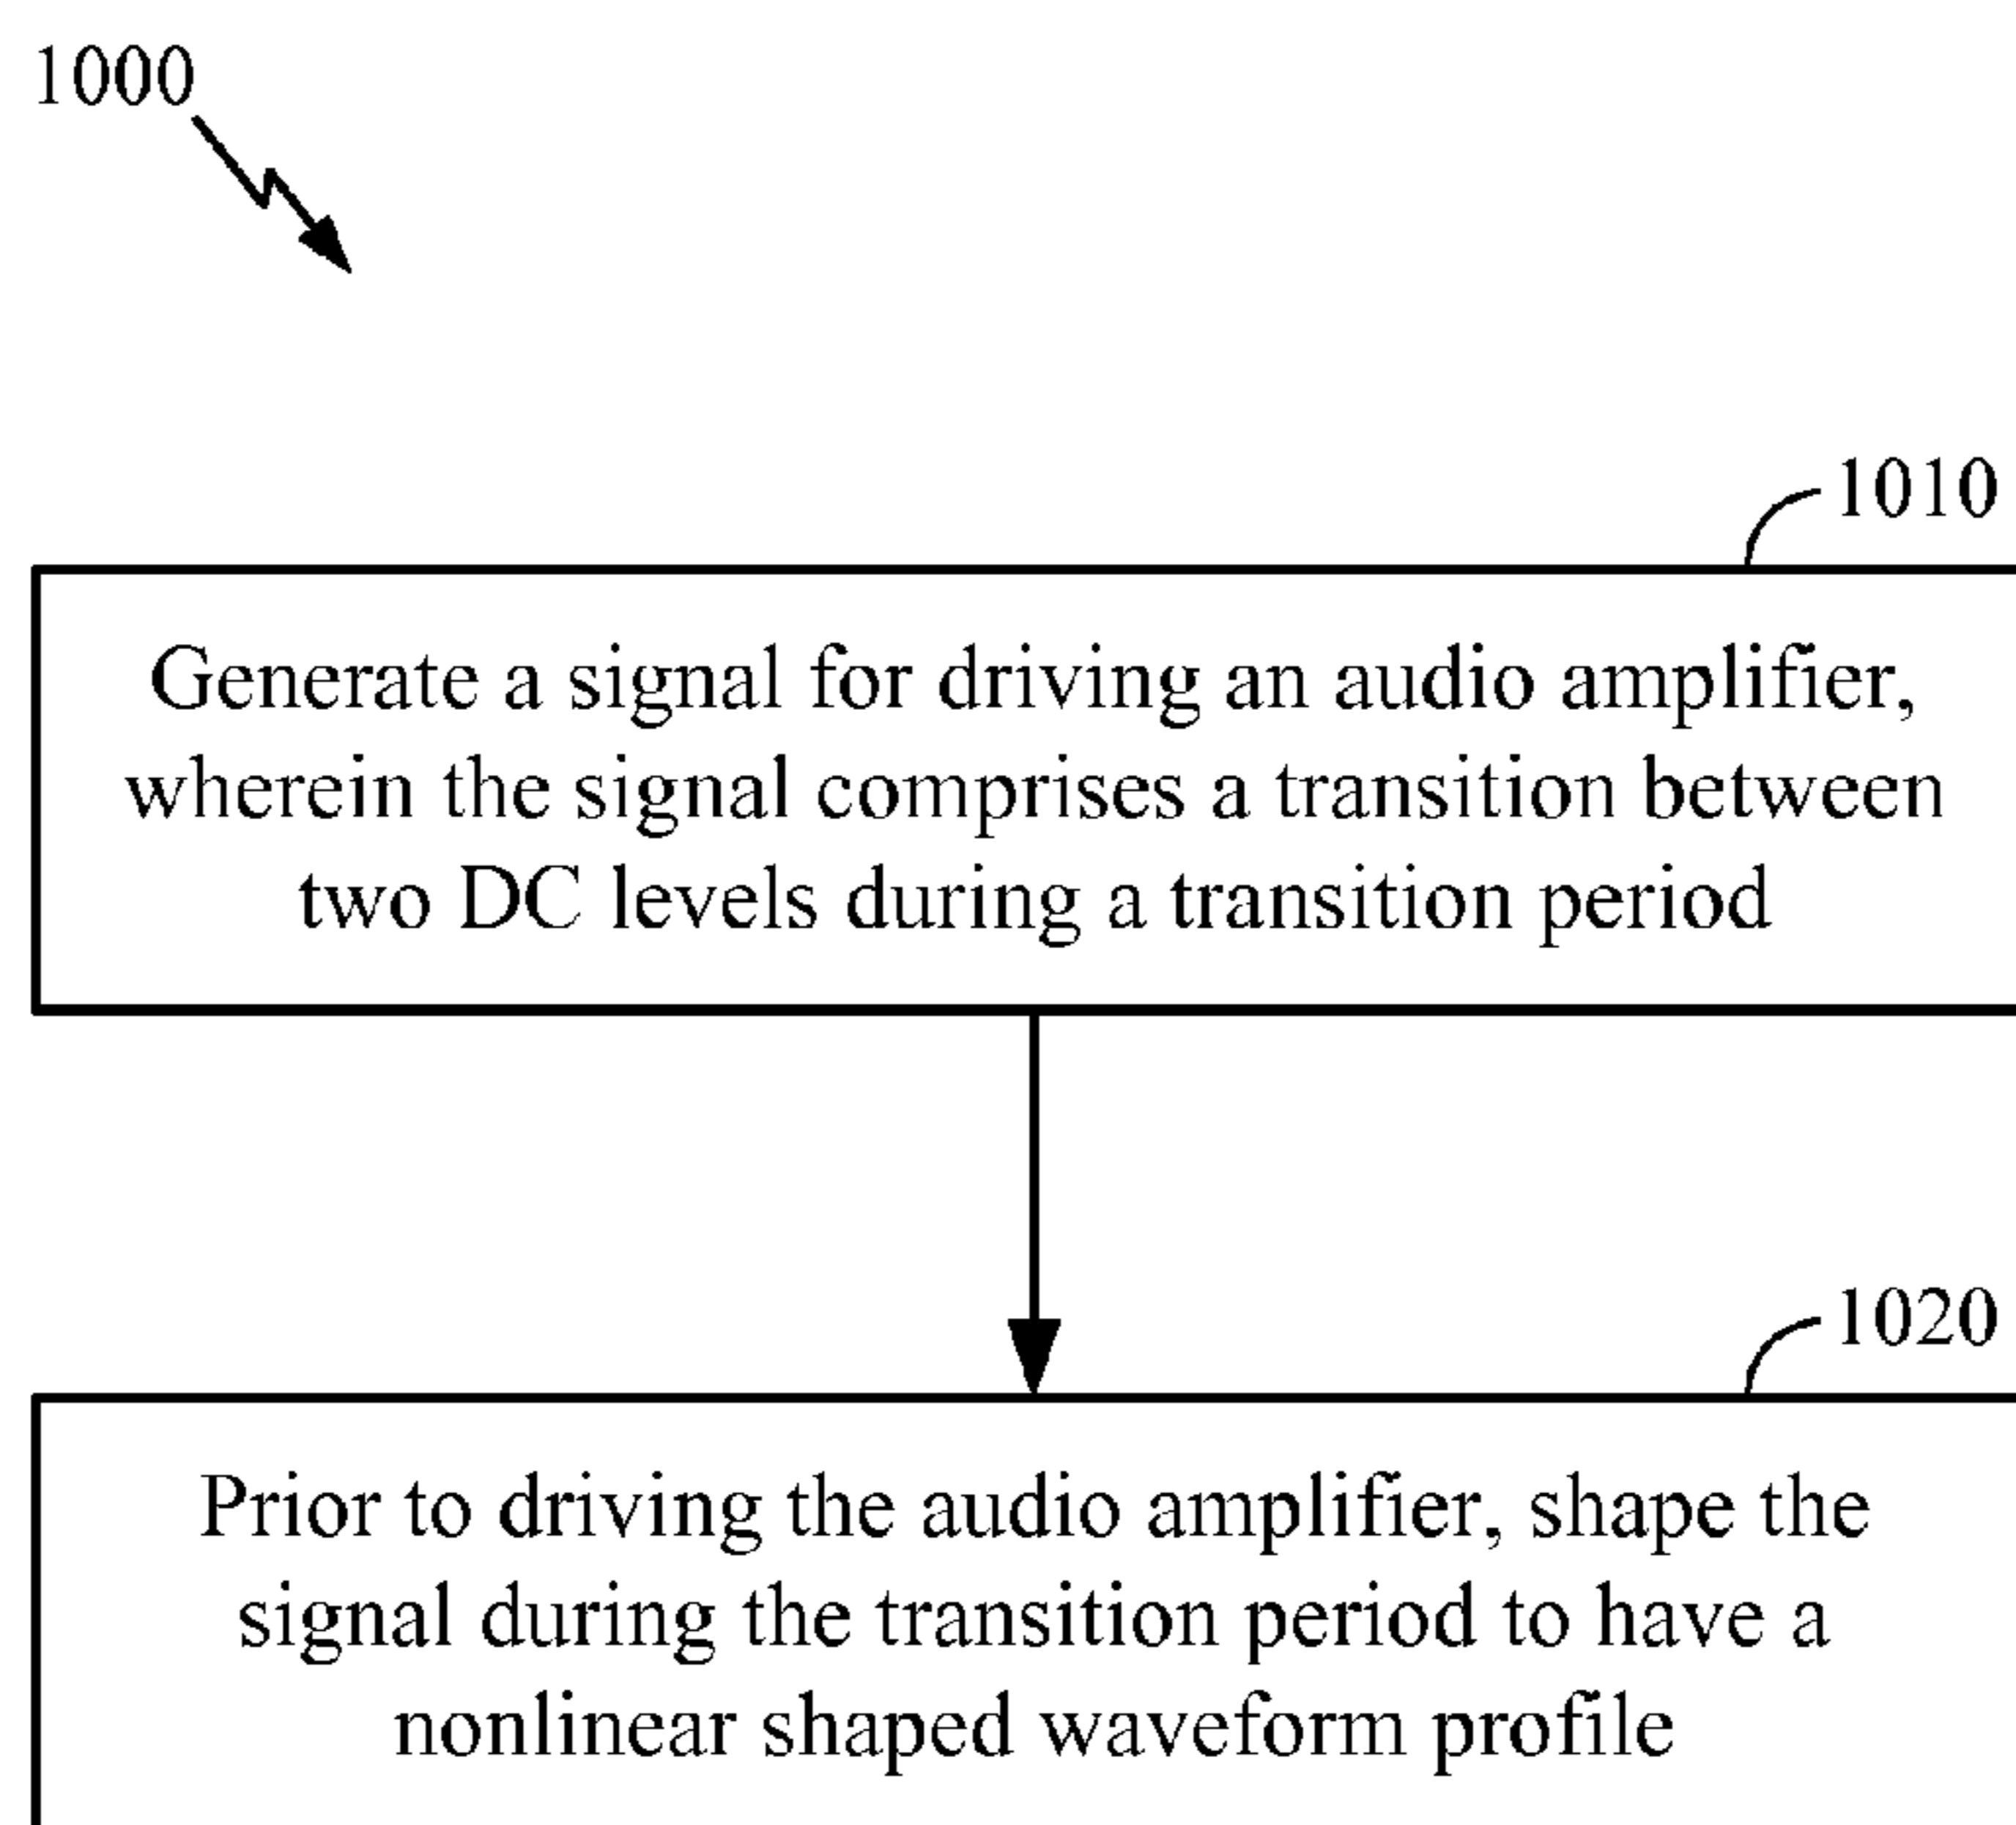 1000
1010
Generate a signal for driving an audio amplifier,
wherein the signal comprises a transition between
two DC levels during a transition period
1020
Prior to driving the audio amplifier, shape the
signal during the transition period to have a
nonlinear shaped waveform profile